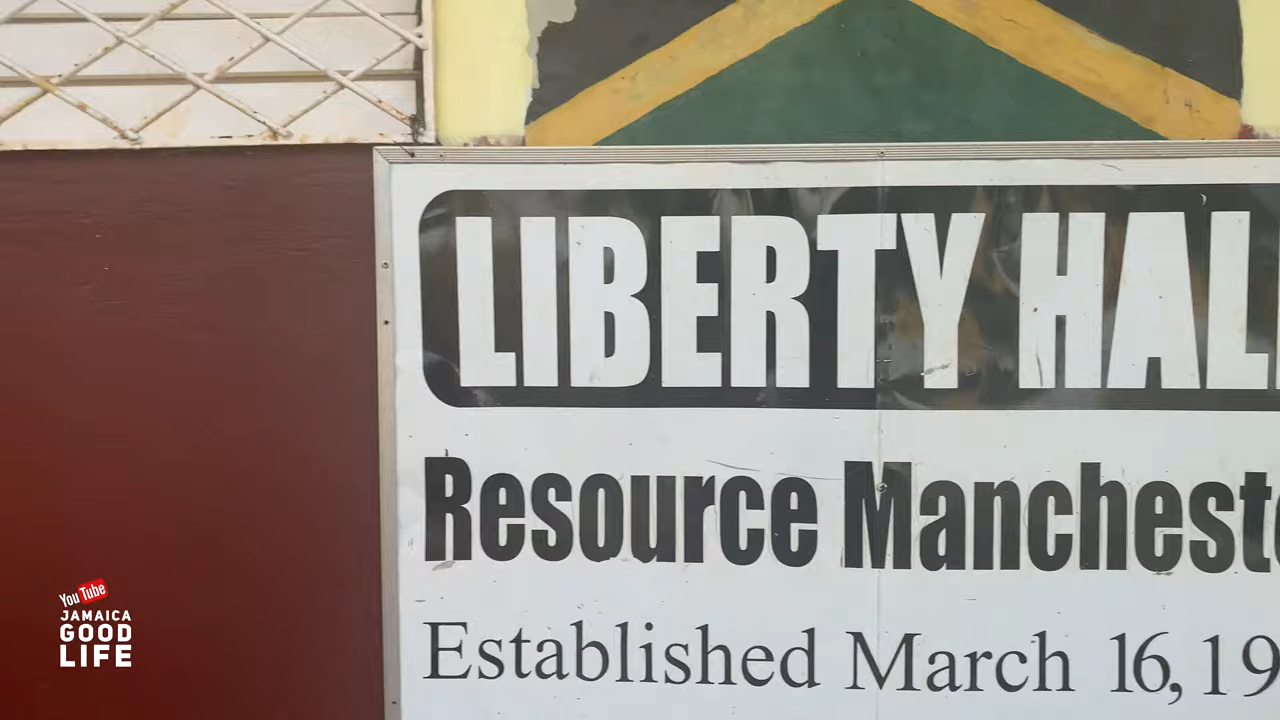 LIBERTY HAL
Resource Manchest
Established March 16, 19
You Tube
JAMAICA
GOOD
LIFE